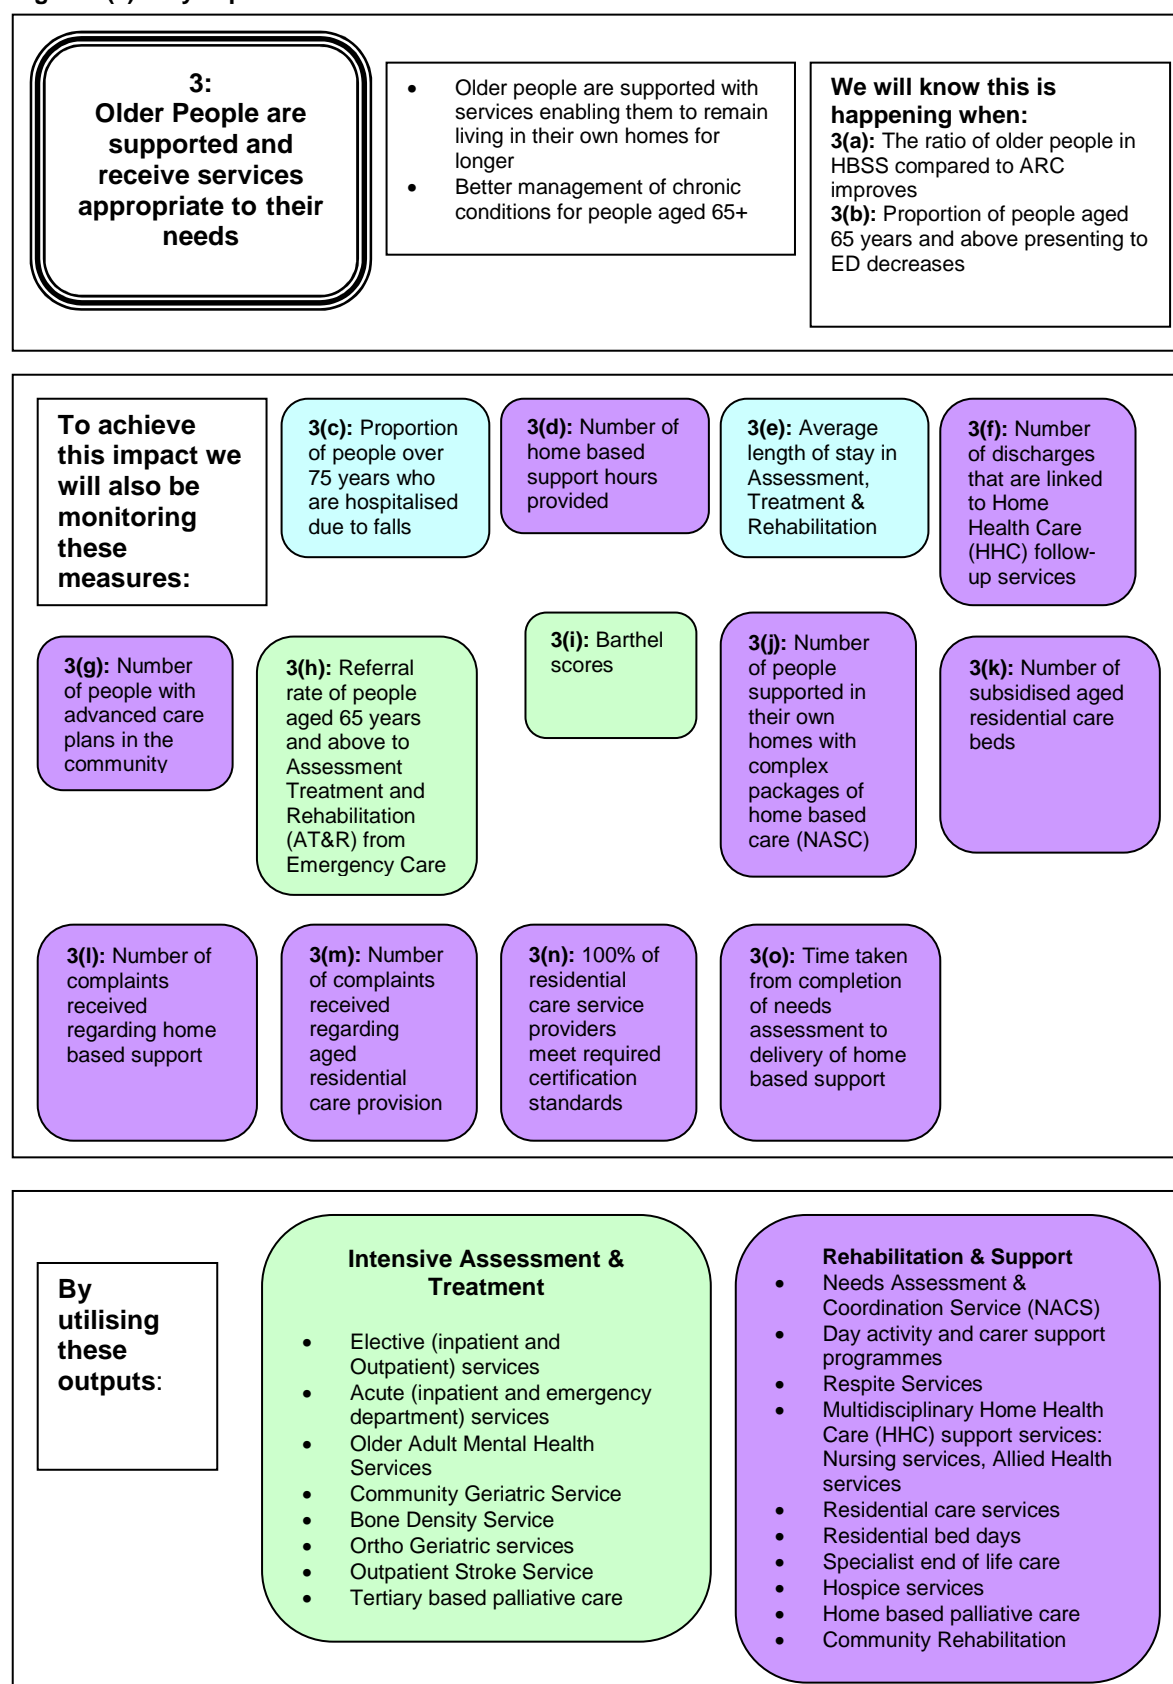 3:
Older People are
supported and
receive services
appropriate to their
needs
• Older people are supported with
services enabling them to remain
living in their own homes for
longer
• Better management of chronic
conditions for people aged 65+
We will know this is
happening when:
3(a): The ratio of older people in
HBSS compared to ARC
improves
3(b): Proportion of people aged
65 years and above presenting to
ED decreases
To achieve
this impact we
will also be
monitoring
these
measures:
3(c): Proportion
of people over
75 years who
are hospitalised
due to falls
3(d): Number of
home based
support hours
provided
3(e): Average
length of stay in
Assessment,
Treatment &
Rehabilitation
3(f): Number
of discharges
that are linked
to Home
Health Care
(HHC) follow-
up services
3(g): Number
of people with
advanced care
plans in the
community
3(h): Referral
rate of people
aged 65 years
and above to
Assessment
Treatment and
Rehabilitation
(AT&R) from
Emergency Care
3(i): Barthel
scores
3(j): Number
of people
supported in
their own
homes with
complex
packages of
home based
care (NASC)
3(k): Number of
subsidised aged
residential care
beds
3(l): Number of
complaints
received
regarding home
based support
3(m): Number
of complaints
received
regarding
aged
residential
care provision
3(n): 100% of
residential
care service
providers
meet required
certification
standards
3(o): Time taken
from completion
of needs
assessment to
delivery of home
based support
By
utilising
these
outputs:
Intensive Assessment &
Treatment
• Elective (inpatient and
Outpatient) services
• Acute (inpatient and emergency
department) services
• Older Adult Mental Health
Services
• Community Geriatric Service
• Bone Density Service
• Ortho Geriatric services
• Outpatient Stroke Service
• Tertiary based palliative care
Rehabilitation & Support
• Needs Assessment &
Coordination Service (NACS)
• Day activity and carer support
programmes
• Respite Services
• Multidisciplinary Home Health
Care (HHC) support services:
Nursing services, Allied Health
services
• Residential care services
• Residential bed days
• Specialist end of life care
• Hospice services
• Home based palliative care
• Community Rehabilitation